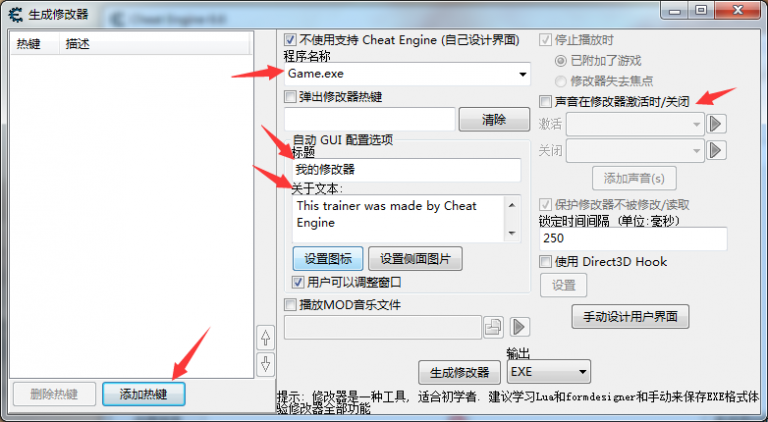 生成修改器
Cheat Engine 6.6
热键 描述
不使用支持 Cheat Engine (自己设计界面)
程序名称
Game.exe
弹出修改器热键
清除
自动 GUI 配置选项
标题
我的修改器
关于文本:
This trainer was made by Cheat
Engine
设置图标 设置侧面图片
用户可以调整窗口
播放MOD音乐文件
停止播放时
已附加了游戏
修改器失去焦点
声音在修改器激活时/关闭
激活
关闭
添加声音(s)
保护修改器不被修改/读取
锁定时间间隔 (单位:毫秒)
250
使用 Direct3D Hook
设置
手动设计用户界面
删除热键 添加热键
生成修改器
输出
EXE
提示: 修改器是一种工具, 适合初学者. 建议学习Lua和formdesigner和手动来保存EXE格式体
验修改器全部功能